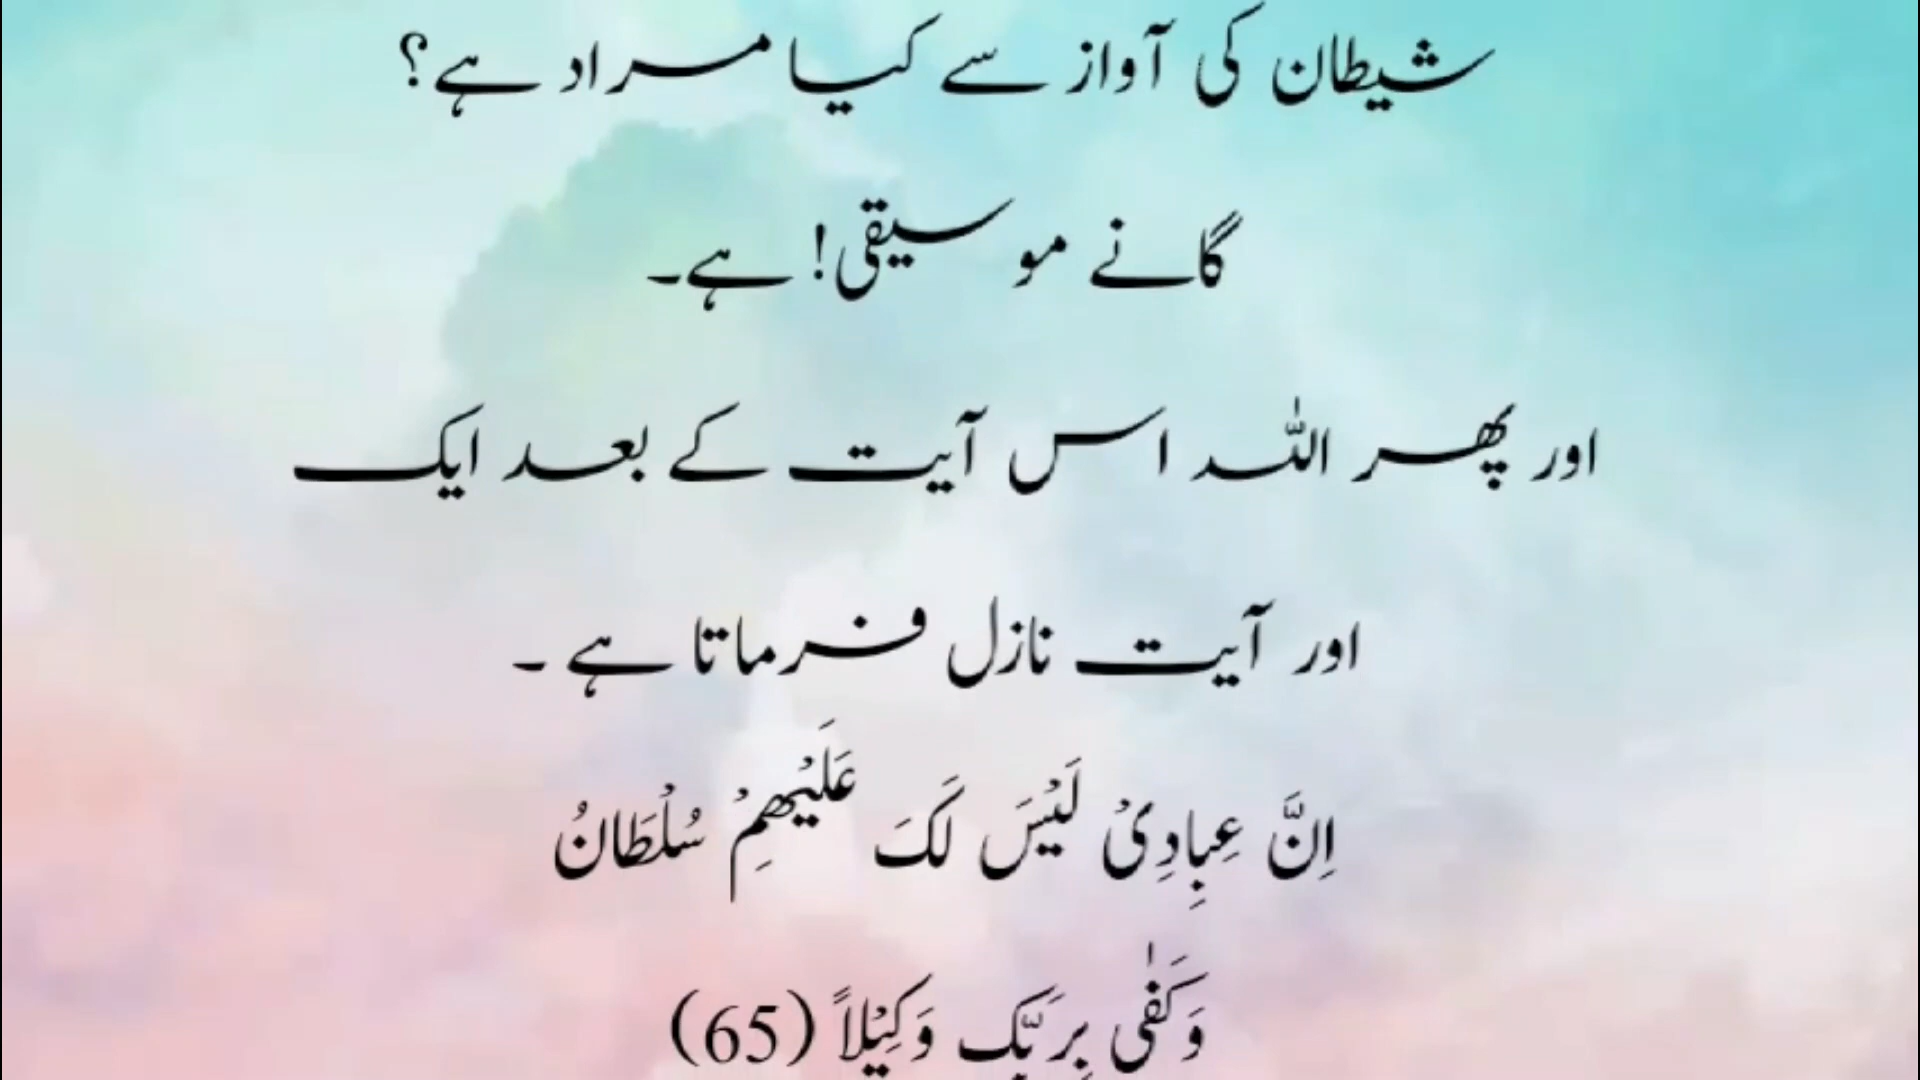 شیطان کی آواز سے کیا مراد ہے؟
گانے موسیقی! ہے۔
اور پھر اللہ اس آیت کے بعد ایک
اور آیت نازل فرماتا ہے ۔
اِنَّ عِبِادِیْ لَیْسَ لَکَ عَلَیْھِمْ سُلْطَانُ
وَکَفٰی بِرَبِّک وَکِیْلاً (65)